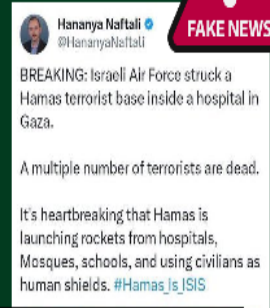 Hananya Naftali
@HananyaNaftali
FAKE NEWS
BREAKING: Israeli Air Force struck a
Hamas terrorist base inside a hospital in
Gaza.
A multiple number of terrorists are dead.
It's heartbreaking that Hamas is
launching rockets from hospitals,
Mosques, schools, and using civilians as
human shields. #Hamas_Is_ISIS